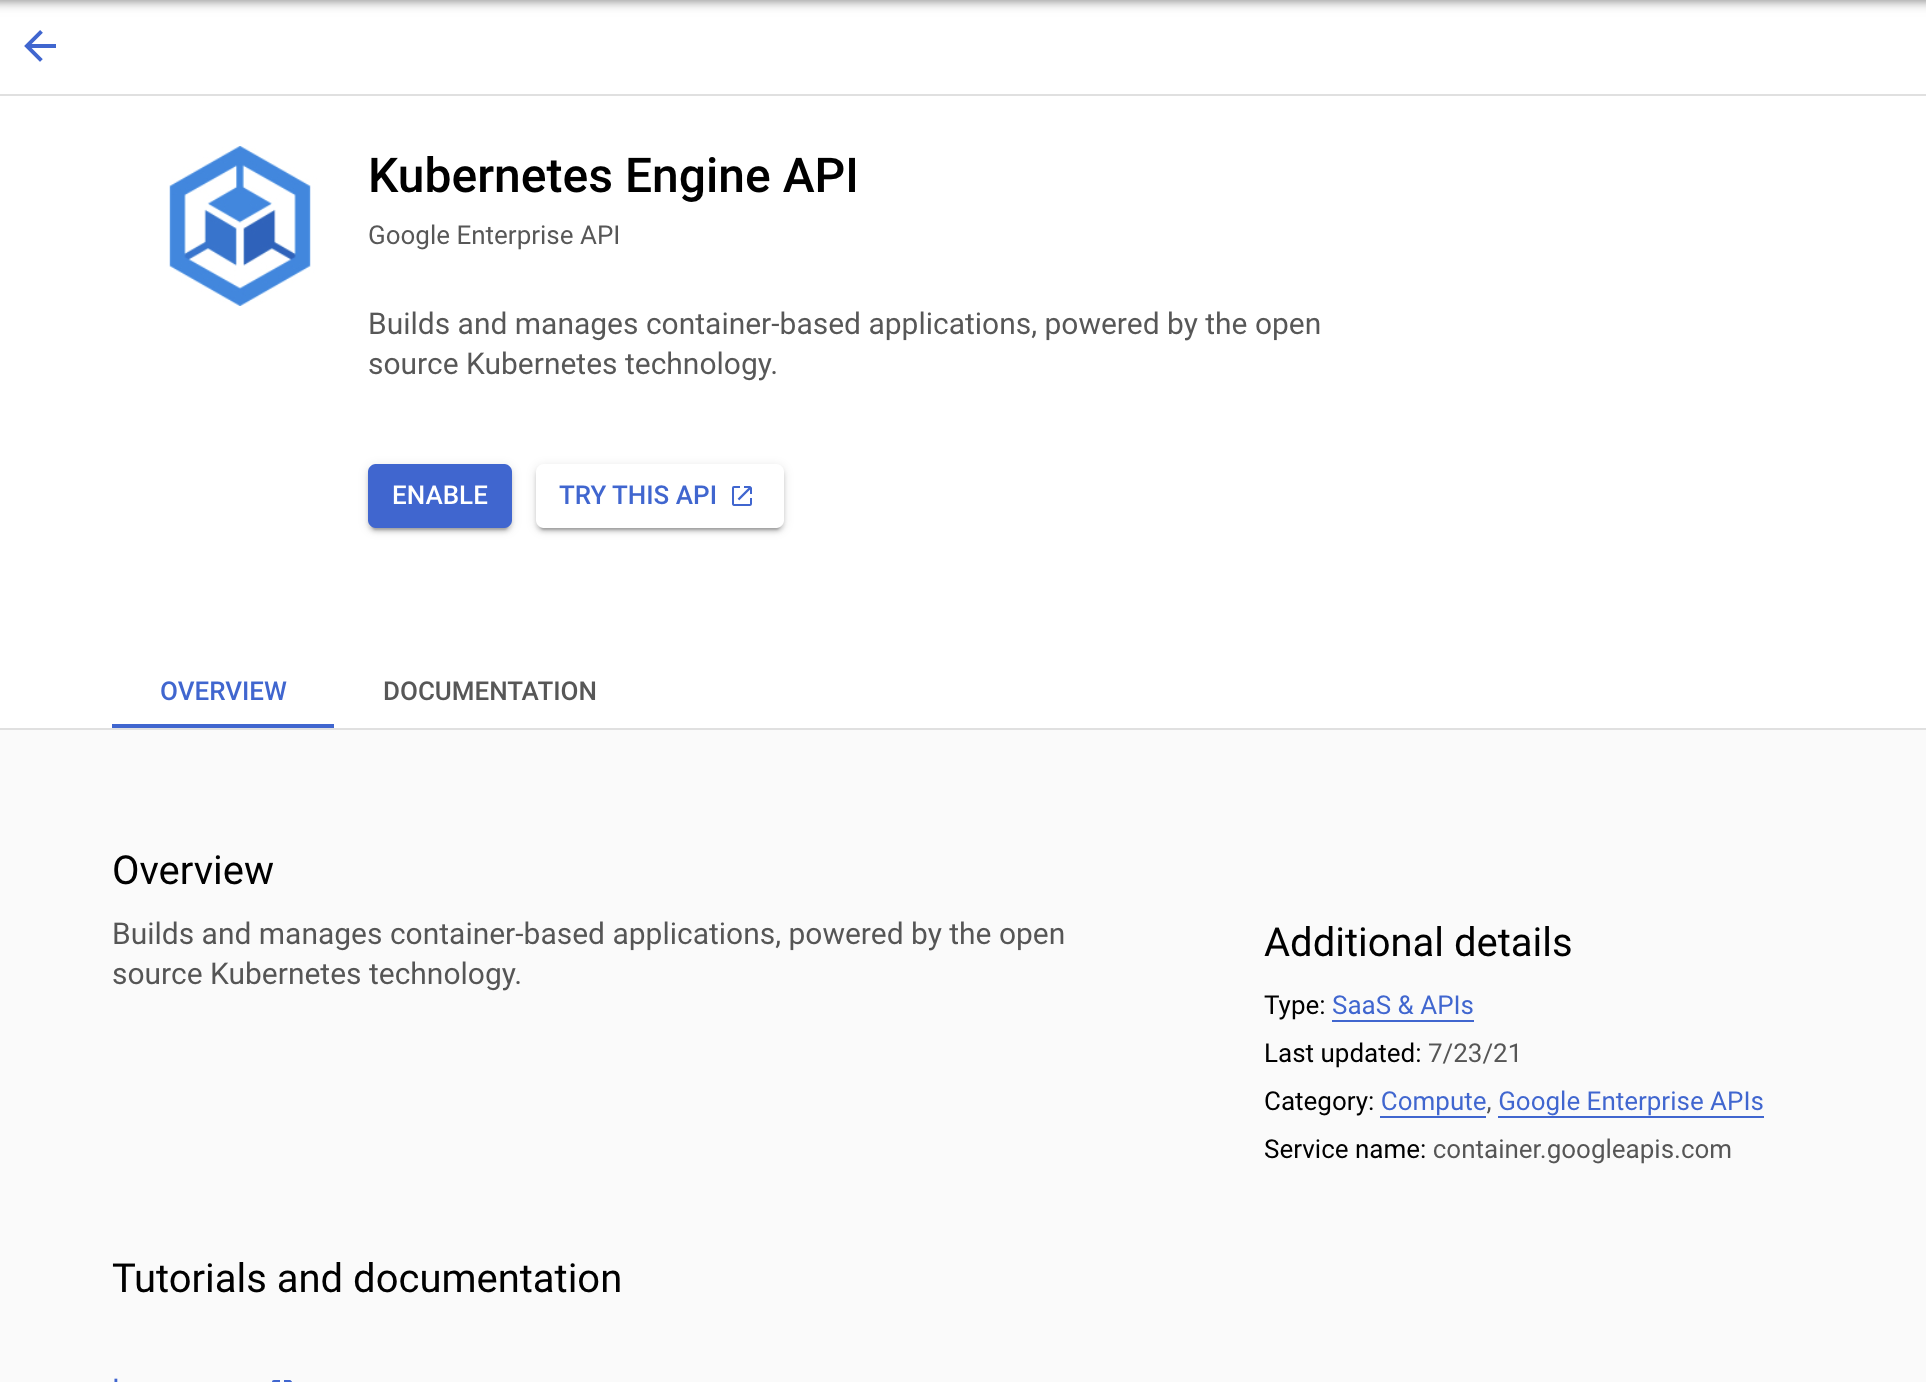 Kubernetes Engine API
Google Enterprise API
Builds and manages container-based applications, powered by the open
source Kubernetes technology.
ENABLE
TRY THIS API
OVERVIEW
DOCUMENTATION
Overview
Builds and manages container-based applications, powered by the open
source Kubernetes technology.
Additional details
Type: SaaS & APIs
Last updated: 7/23/21
Category: Compute, Google Enterprise APIs
Service name: container.googleapis.com
Tutorials and documentation